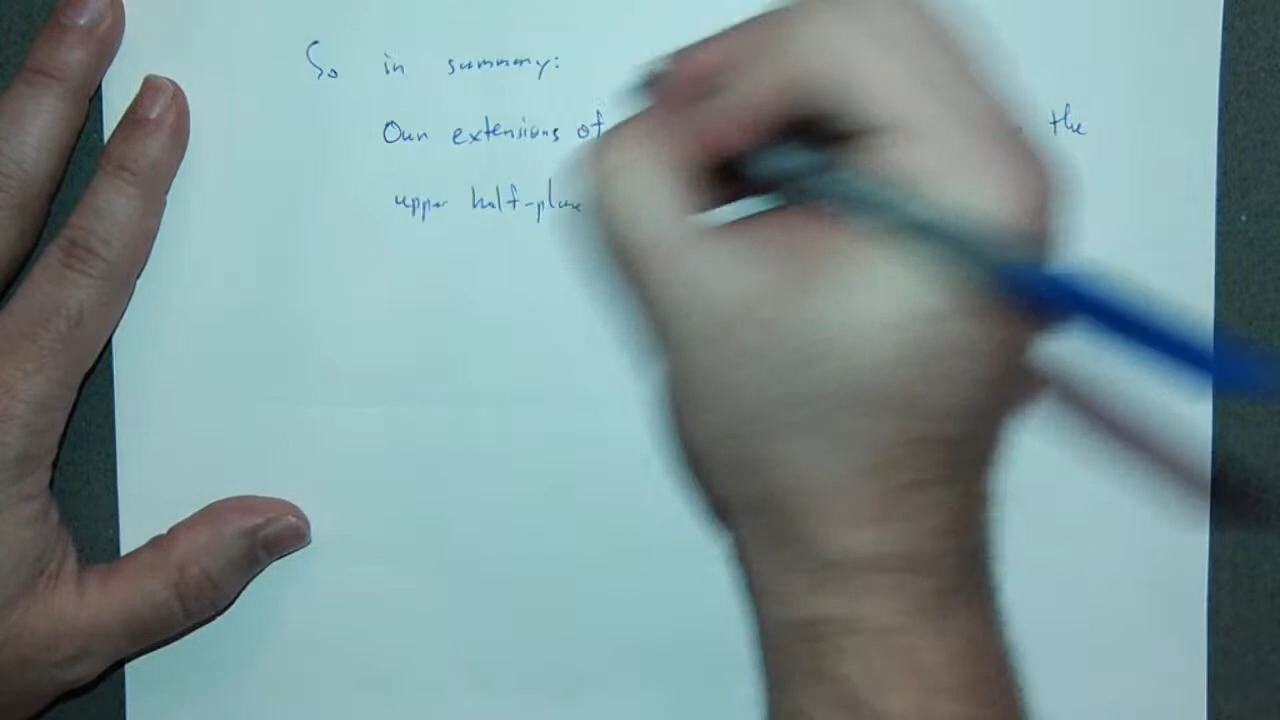 So in summary:
Our extensions of the
upper half-plane